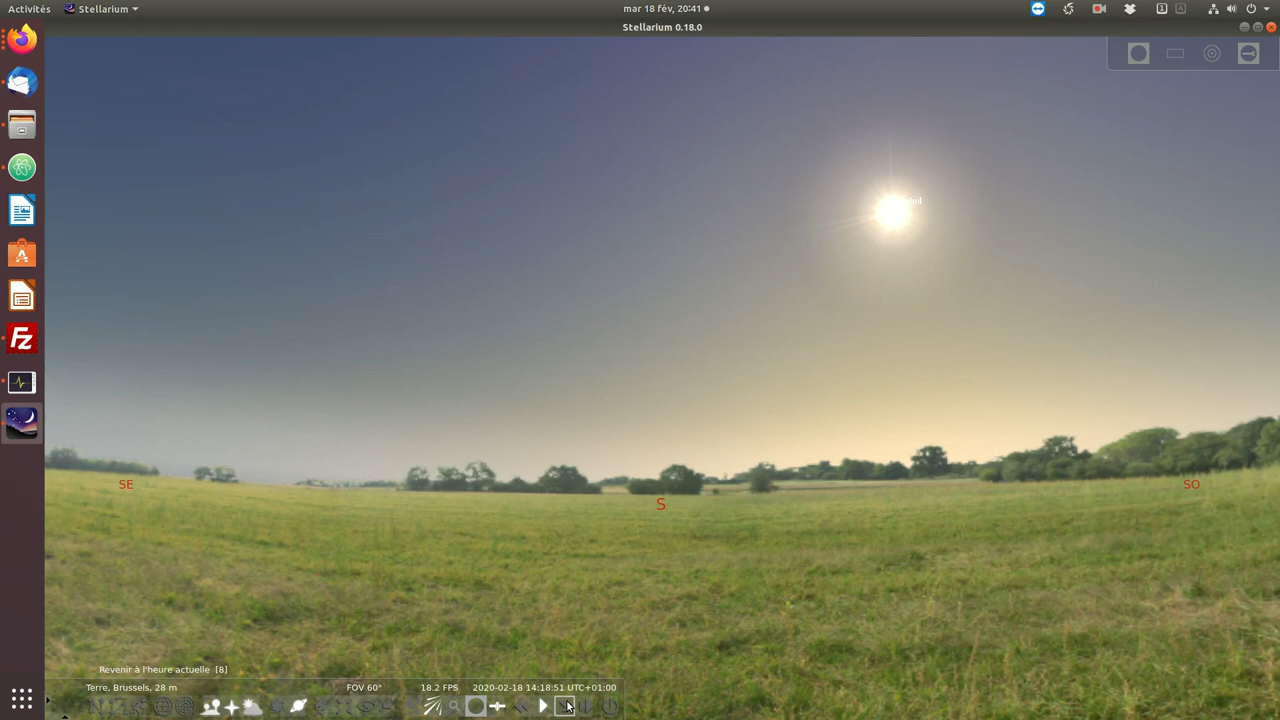 Activités
Stellarium
mar 18 fév, 20:41
1
A
Stellarium 0.18.0
SE
S
SO
Revenir à l'heure actuelle [8]
Terre, Brussels, 28 m
FOV 60°
18.2 FPS
2020-02-18 14:18:51 UTC+01:00